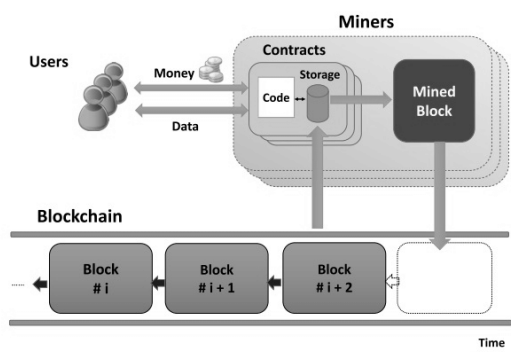 Miners
Contracts
Users
Money
Storage
Code
Mined
Block
Data
Blockchain
Block
# i
Block
# i + 1
Block
# i + 2
......
Time